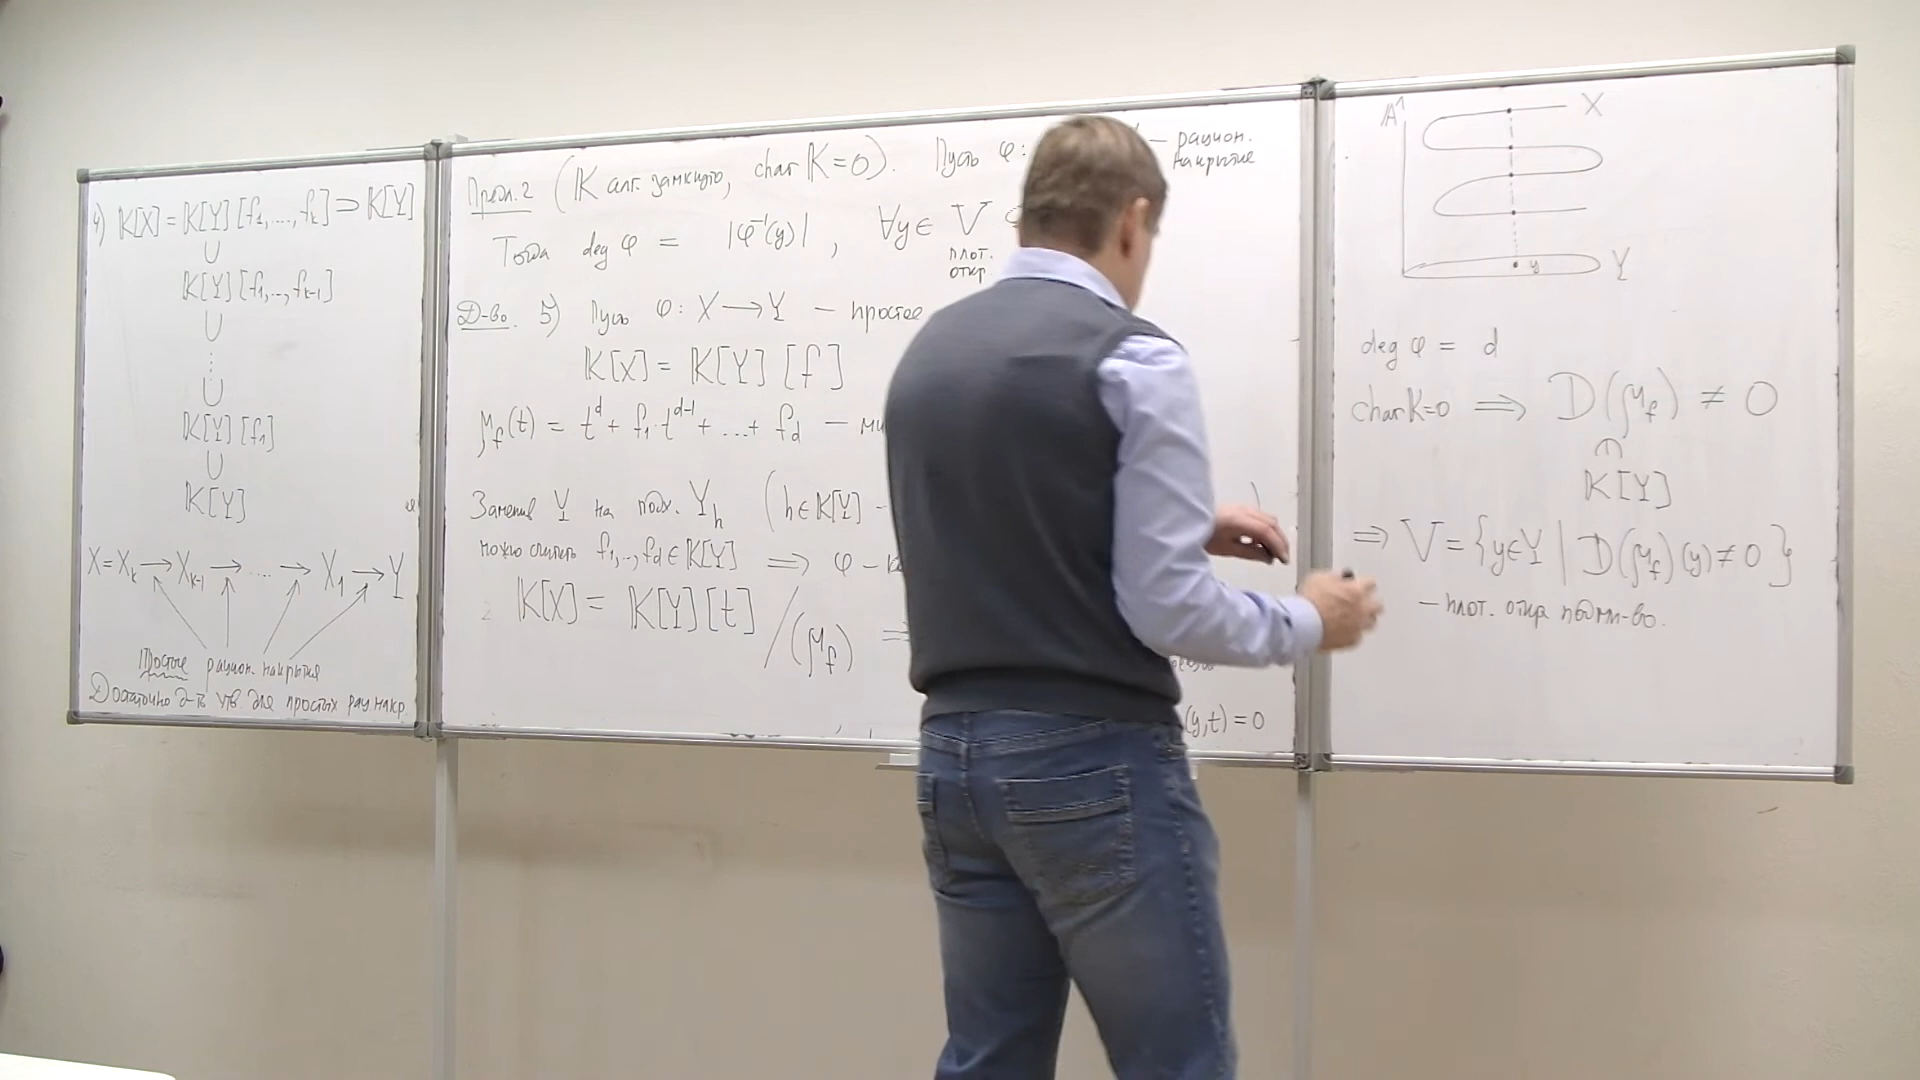 4) K[X] = K[Y][f₁,...,fₖ] ⊃ K[Y]
∪
K[Y][f₁,..,fₖ₋₁]
∪
⋮
∪
K[Y][f₁]
∪
K[Y]
X = Xₖ → Xₖ₋₁ → .... → X₁ → Y
Простые рацион. накрытия
Достаточно д-ть утв. для простых рац. накр.
Предл. 2 (K алг. замкнуто, char K = 0). Пусть φ: — рацион. накрытие
Тогда deg φ = |φ⁻¹(y)|, ∀y ∈ V
плот.
откр.
Д-во. 5) Пусть φ: X → Y — простое
K[X] = K[Y][f]
μ_f(t) = t^d + f₁·t^{d-1} + ... + f_d —
Заменив Y на подх. Y_h (h ∈ K[Y] – )
можно считать f₁,..,f_d ∈ K[Y] ⟹ φ –
K[X] = K[Y][t] / (μ_f) ⟹
(y,t) = 0
A¹
X
y
Y
deg φ = d
char K = 0 ⟹ D(μ_f) ≠ 0
∩
K[Y]
⟹ V = {y ∈ Y | D(μ_f)(y) ≠ 0}
– плот. откр. подмн-во.